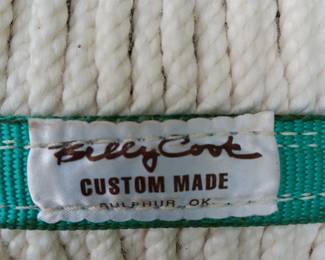 Billy Cook
CUSTOM MADE
SULPHUR, OK.